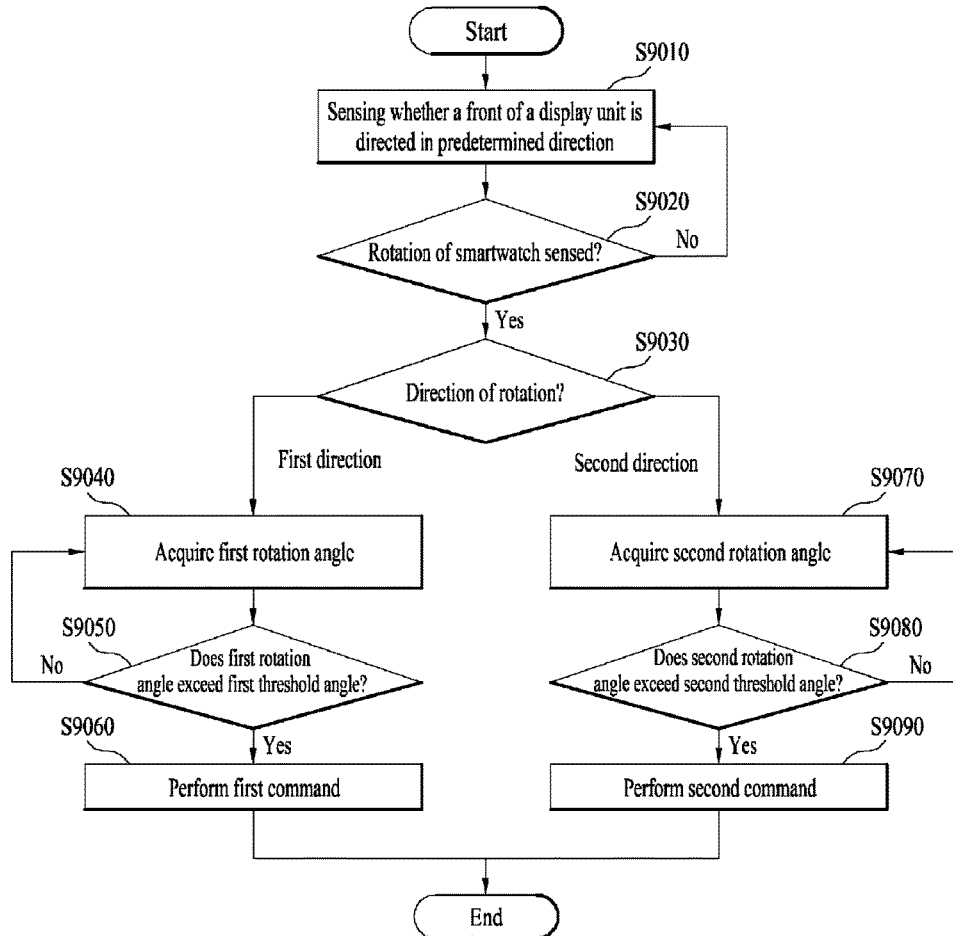 Start
S9010
Sensing whether a front of a display unit is
directed in predetermined direction
S9020
Rotation of smartwatch sensed?
No
Yes
S9030
Direction of rotation?
First direction
Second direction
S9040
S9070
Acquire first rotation angle
Acquire second rotation angle
S9050
S9080
No
Does first rotation
angle exceed first threshold angle?
Does second rotation
angle exceed second threshold angle?
No
S9060
Yes
Yes
S9090
Perform first command
Perform second command
End